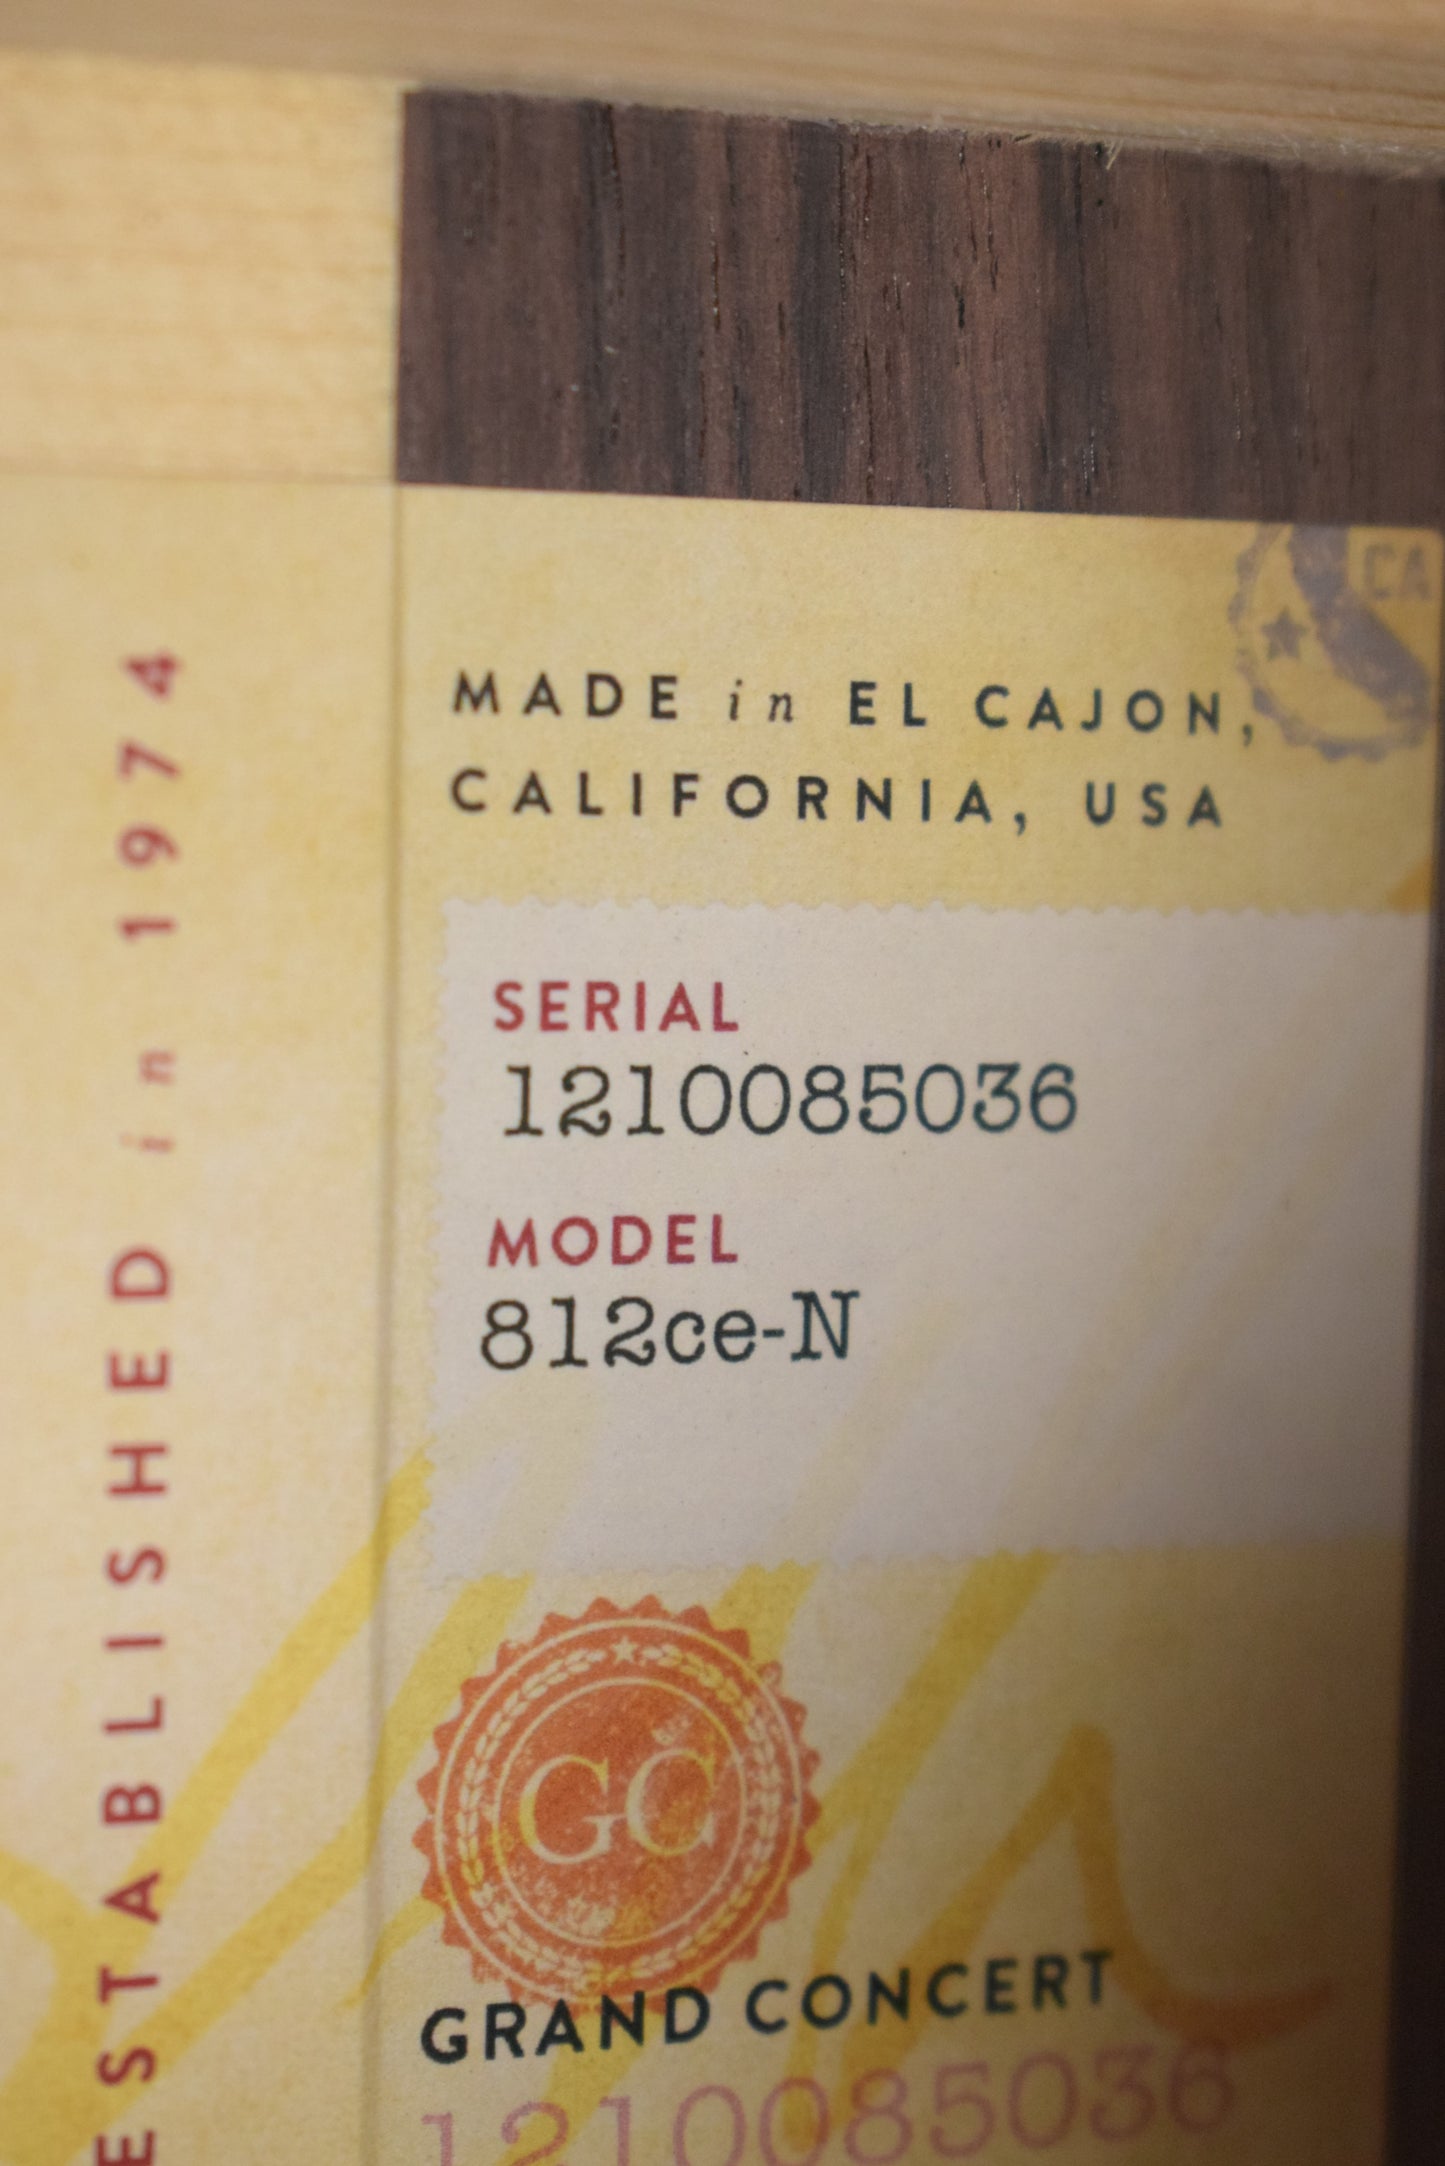 ESTABLISHED in 1974
CA
MADE in EL CAJON,
CALIFORNIA, USA
SERIAL
1210085036
MODEL
812ce-N
GC
GRAND CONCERT
1210085036